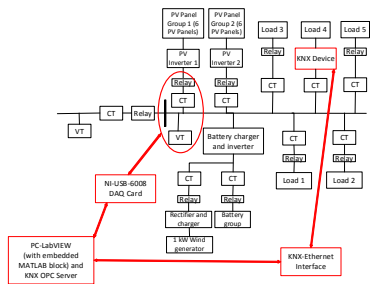 PV Panel
Group 1 (6
PV Panels)
PV Panel
Group 2 (6
PV Panels)
Load 3
Load 4
Load 5
PV
Inverter 1
PV
Inverter 2
Relay
KNX Device
Relay
Relay
Relay
CT
CT
CT
CT
CT
CT
Relay
VT
VT
Battery charger
and inverter
CT
CT
NI-USB-6008
DAQ Card
CT
CT
Relay
Relay
Relay
Relay
Load 1
Load 2
Rectifier and
charger
Battery
group
1 kW Wind
generator
PC-LabVIEW
(with embedded
MATLAB block) and
KNX OPC Server
KNX-Ethernet
Interface